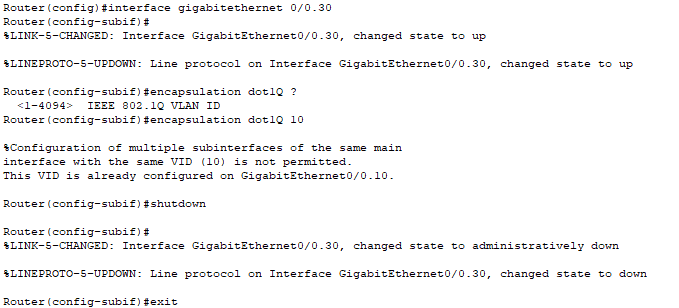 Router(config)#interface gigabitethernet 0/0.30
Router(config-subif)#
%LINK-5-CHANGED: Interface GigabitEthernet0/0.30, changed state to up
%LINEPROTO-5-UPDOWN: Line protocol on Interface GigabitEthernet0/0.30, changed state to up
Router(config-subif)#encapsulation dot1Q ?
<1-4094> IEEE 802.1Q VLAN ID
Router(config-subif)#encapsulation dot1Q 10
%Configuration of multiple subinterfaces of the same main
interface with the same VID (10) is not permitted.
This VID is already configured on GigabitEthernet0/0.10.
Router(config-subif)#shutdown
Router(config-subif)#
%LINK-5-CHANGED: Interface GigabitEthernet0/0.30, changed state to administratively down
%LINEPROTO-5-UPDOWN: Line protocol on Interface GigabitEthernet0/0.30, changed state to down
Router(config-subif)#exit